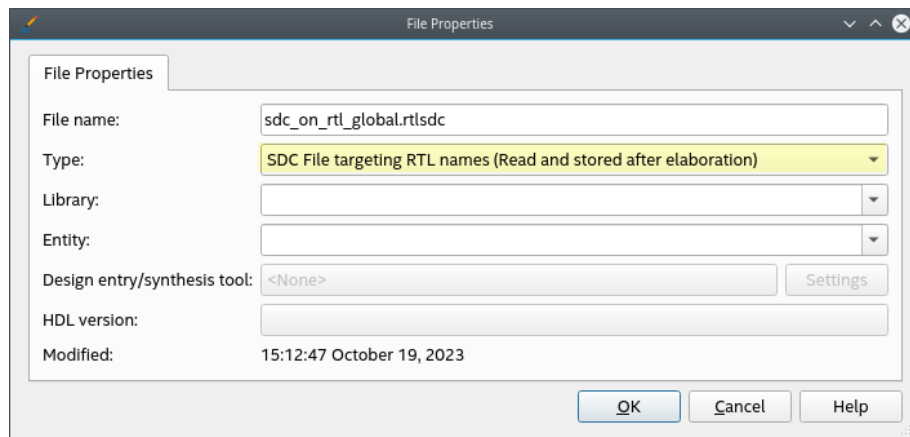 File Properties
File Properties
File name: sdc_on_rtl_global.rtlsdc
Type: SDC File targeting RTL names (Read and stored after elaboration)
Library:
Entity:
Design entry/synthesis tool: <None> Settings
HDL version:
Modified: 15:12:47 October 19, 2023
OK Cancel Help